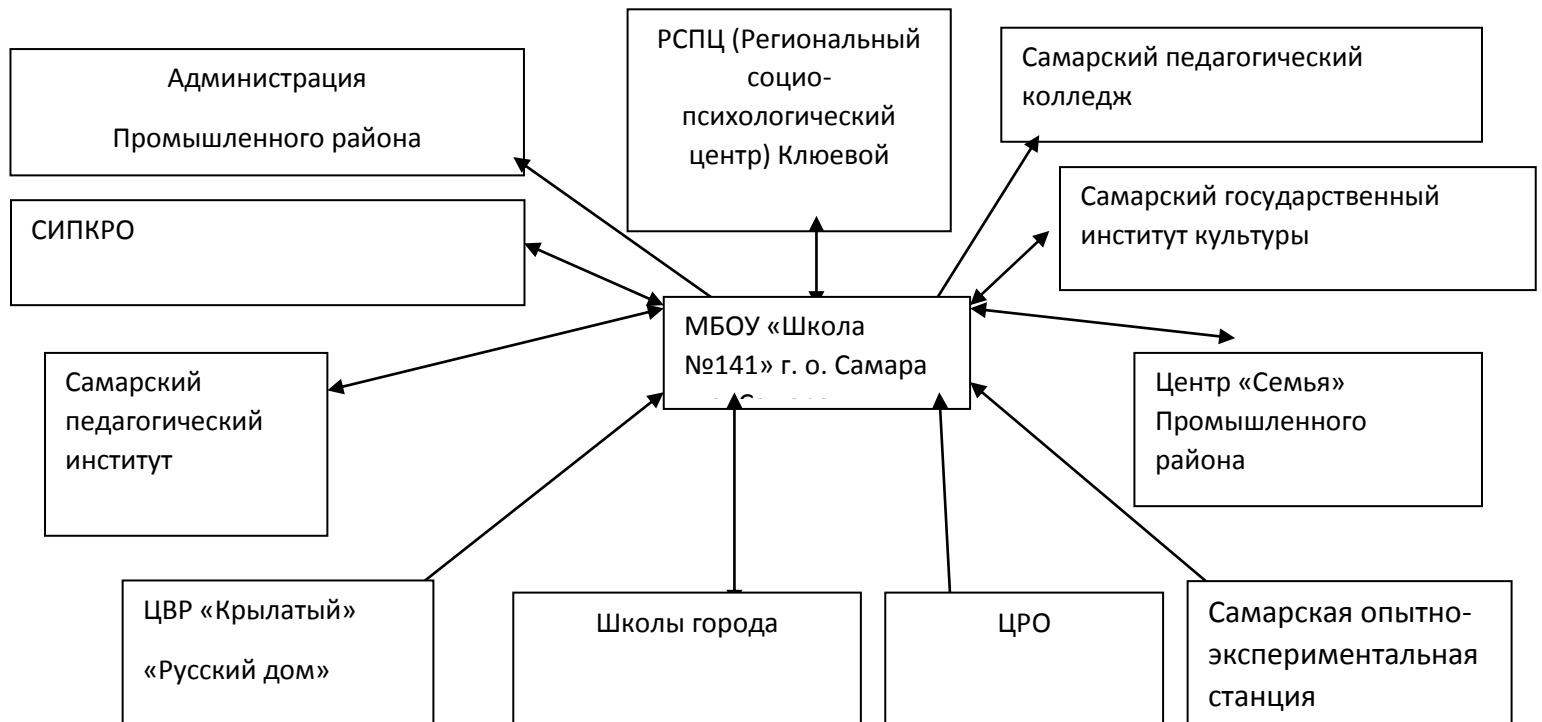 Администрация
Промышленного района
РСПЦ (Региональный
социо-
психологический
центр) Клюевой
Самарский педагогический
колледж
СИПКРО
Самарский государственный
институт культуры
МБОУ «Школа
№141» г. о. Самара
Самарский
педагогический
институт
Центр «Семья»
Промышленного
района
ЦВР «Крылатый»
«Русский дом»
Школы города
ЦРО
Самарская опытно-
экспериментальная
станция